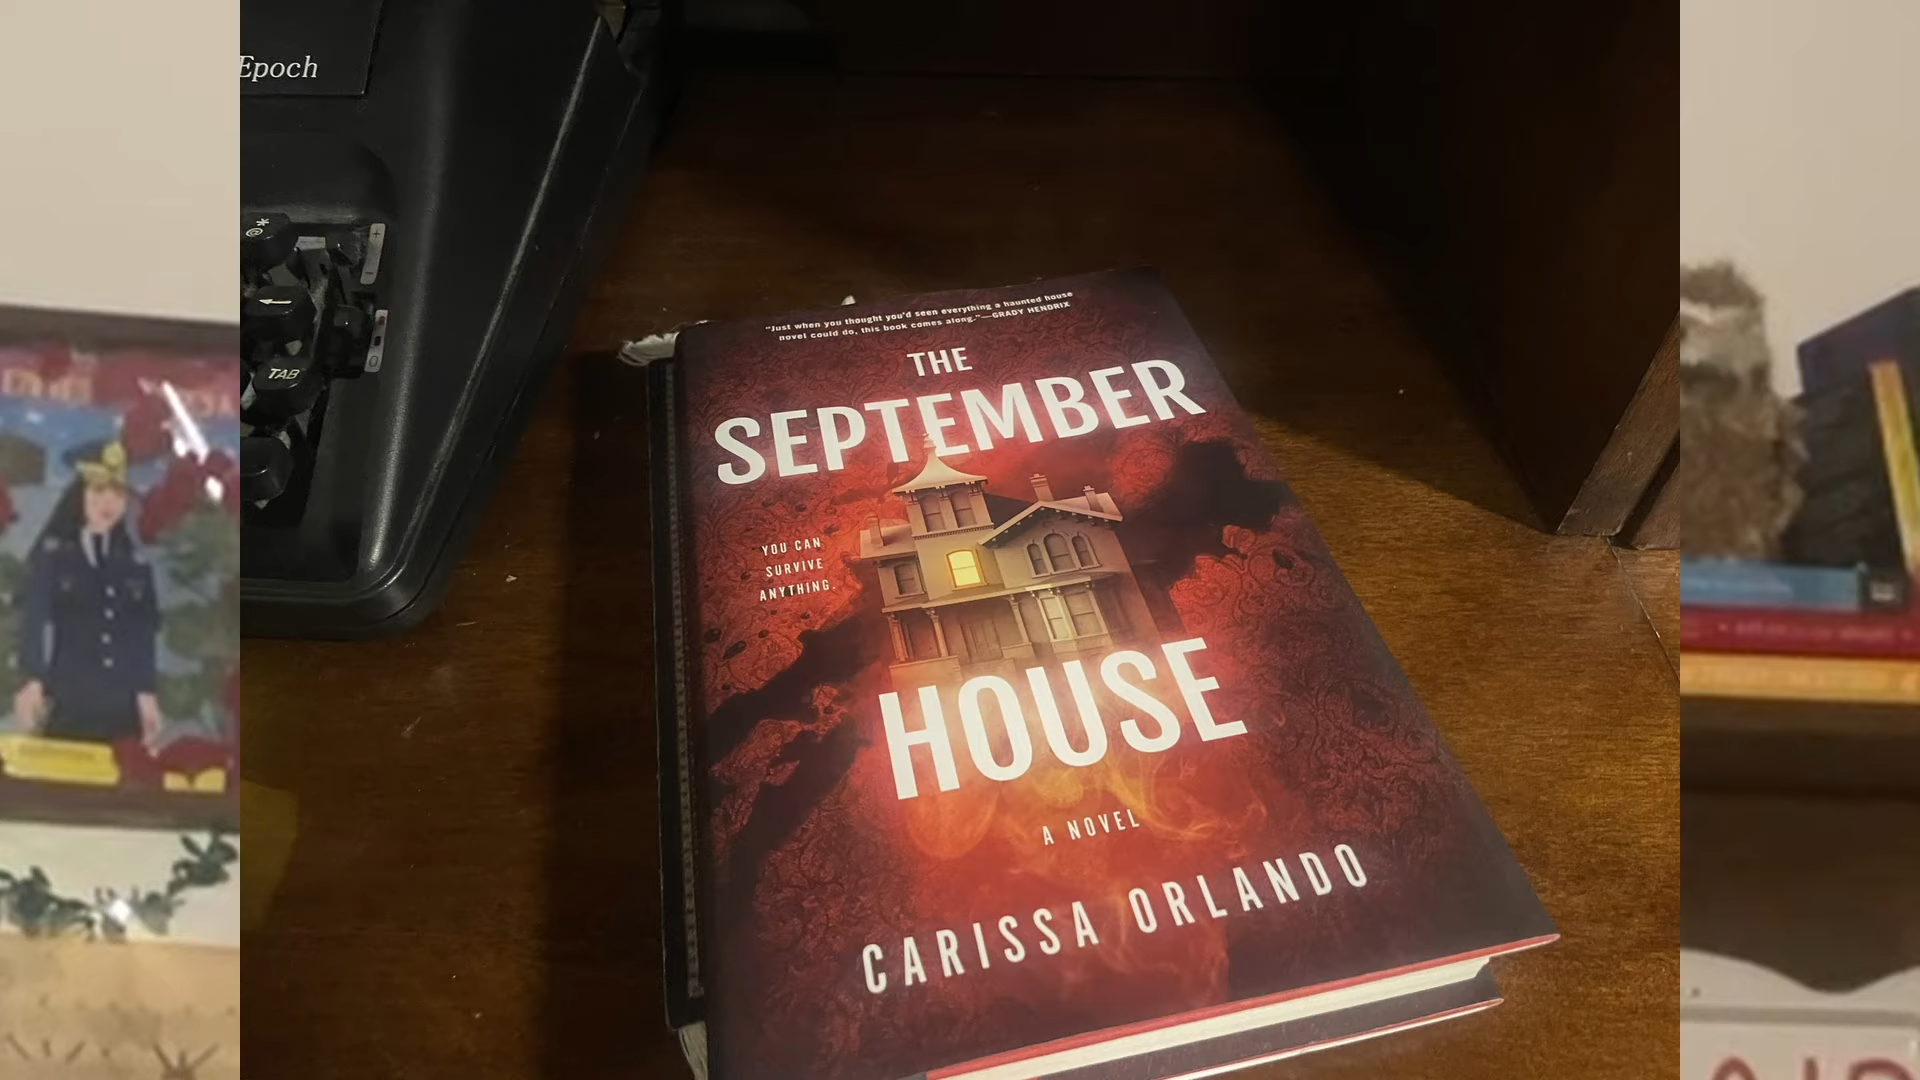 Epoch
@*
+
-
TAB
0
"Just when you thought you'd seen everything a haunted house
novel could do, this book comes along."—GRADY HENDRIX
THE
SEPTEMBER
YOU CAN
SURVIVE
ANYTHING.
HOUSE
A NOVEL
CARISSA ORLANDO